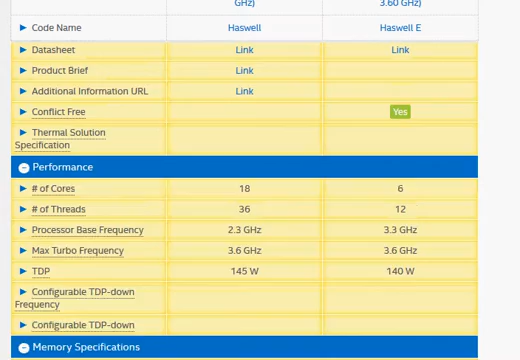 GHz) 3.60 GHz)
Code Name Haswell Haswell E
Datasheet Link Link
Product Brief Link
Additional Information URL Link
Conflict Free Yes
Thermal Solution
Specification
Performance
# of Cores 18 6
# of Threads 36 12
Processor Base Frequency 2.3 GHz 3.3 GHz
Max Turbo Frequency 3.6 GHz 3.6 GHz
TDP 145 W 140 W
Configurable TDP-down
Frequency
Configurable TDP-down
Memory Specifications